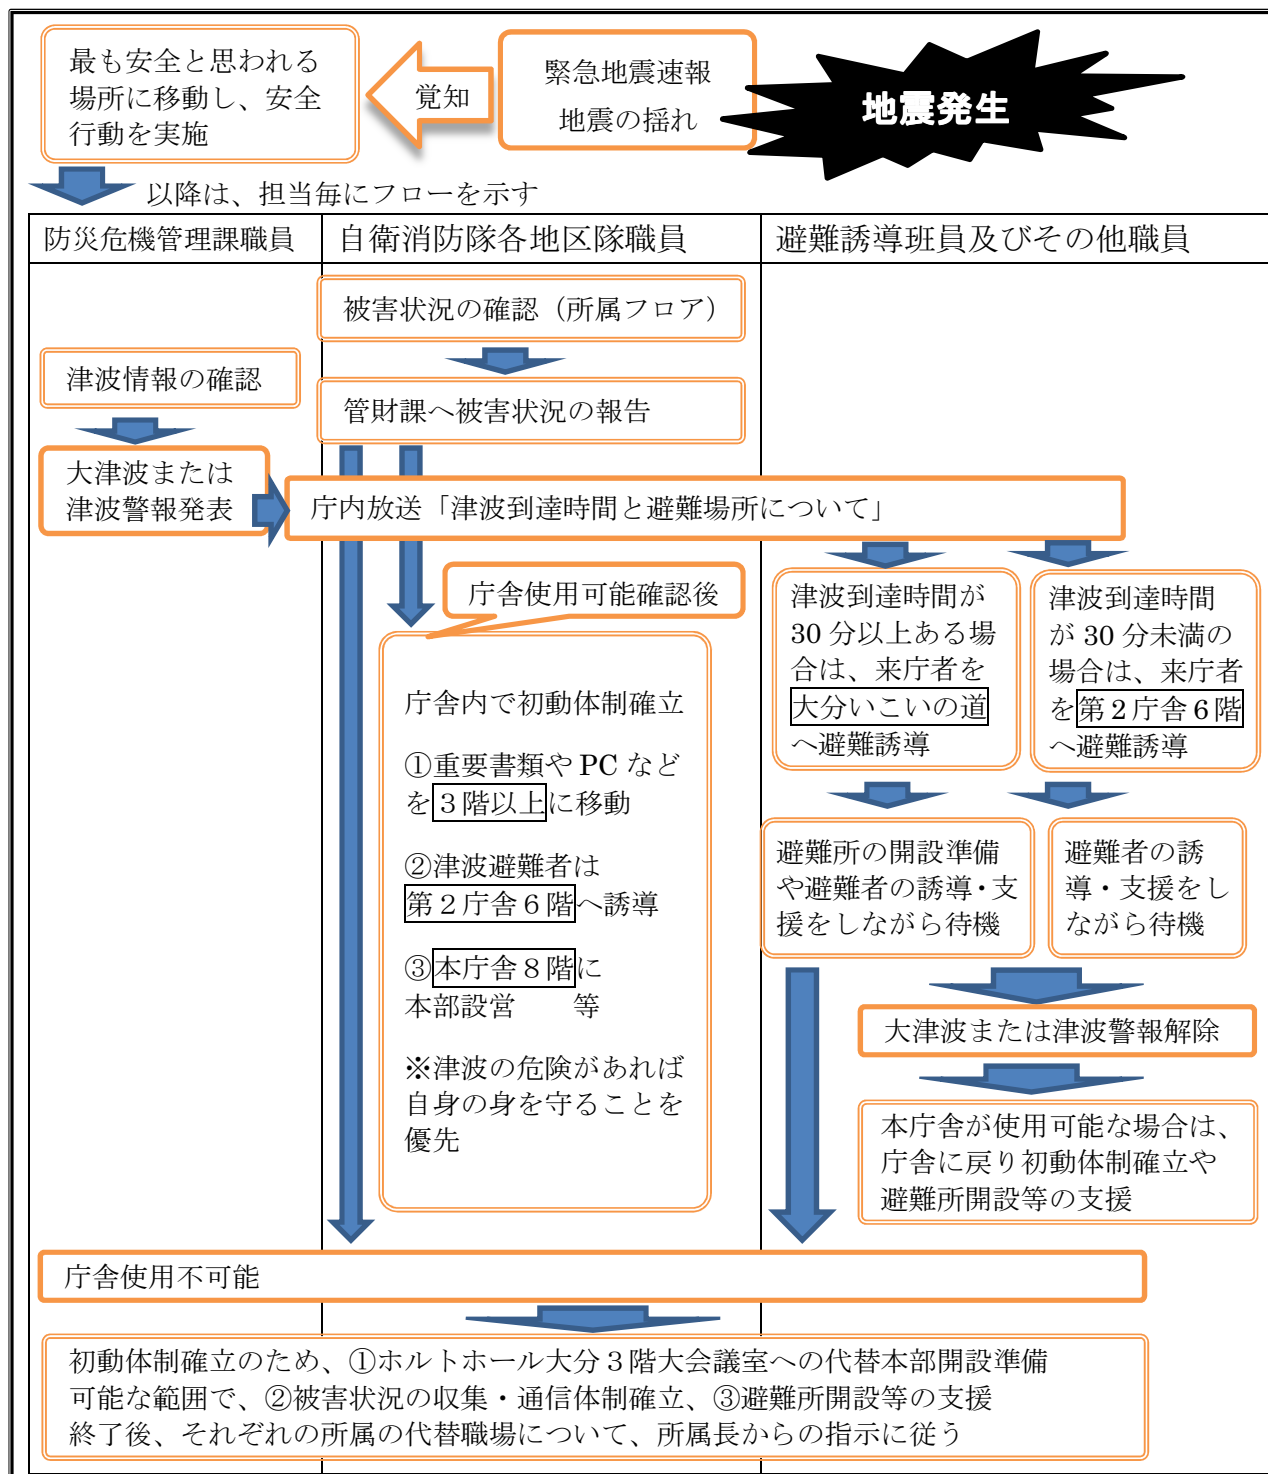 最も安全と思われる
場所に移動し、安全
行動を実施
覚知
緊急地震速報
地震の揺れ
地震発生
以降は、担当毎にフローを示す
防災危機管理課職員
自衛消防隊各地区隊職員
避難誘導班員及びその他職員
被害状況の確認（所属フロア）
津波情報の確認
管財課へ被害状況の報告
大津波または
津波警報発表
庁内放送「津波到達時間と避難場所について」
庁舎使用可能確認後
庁舎内で初動体制確立
①重要書類や PC など
を３階以上に移動
②津波避難者は
第２庁舎６階へ誘導
③本庁舎８階に
本部設営　等
※津波の危険があれば
自身の身を守ることを
優先
津波到達時間が
30 分以上ある場
合は、来庁者を
大分いこいの道
へ避難誘導
津波到達時間
が 30 分未満の
場合は、来庁者
を第２庁舎６階
へ避難誘導
避難所の開設準備
や避難者の誘導・支
援をしながら待機
避難者の誘
導・支援をし
ながら待機
大津波または津波警報解除
本庁舎が使用可能な場合は、
庁舎に戻り初動体制確立や
避難所開設等の支援
庁舎使用不可能
初動体制確立のため、①ホルトホール大分３階大会議室への代替本部開設準備
可能な範囲で、②被害状況の収集・通信体制確立、③避難所開設等の支援
終了後、それぞれの所属の代替職場について、所属長からの指示に従う